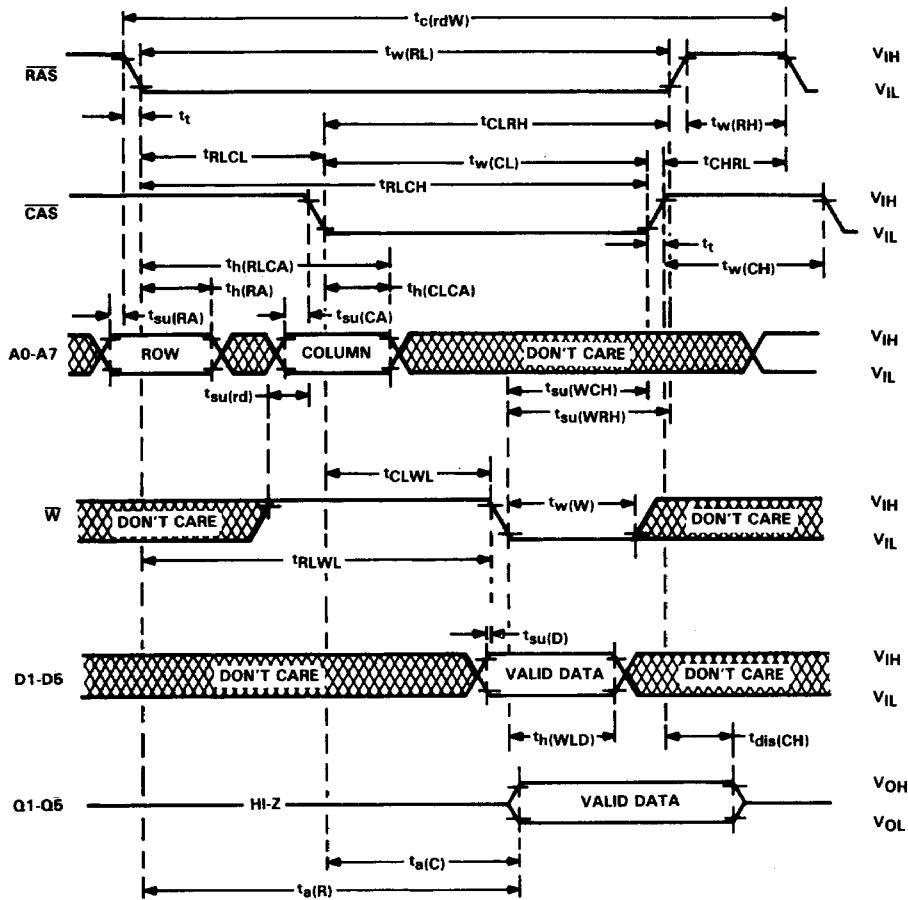 tc(rdW)
RAS
tw(RL)
VIH
VIL
tt
tCLRH
tw(RH)
tRLCL
tw(CL)
tCHRL
tRLCH
CAS
VIH
VIL
th(RLCA)
tt
tw(CH)
th(RA)
th(CLCA)
tsu(RA)
tsu(CA)
A0-A7
ROW
COLUMN
DON'T CARE
VIH
VIL
tsu(rd)
tsu(WCH)
tsu(WRH)
tCLWL
tw(W)
W
DON'T CARE
DON'T CARE
VIH
VIL
tRLWL
tsu(D)
D1-D5
DON'T CARE
VALID DATA
DON'T CARE
VIH
VIL
th(WLD)
tdis(CH)
Q1-Q5
HI-Z
VALID DATA
VOH
VOL
ta(C)
ta(R)